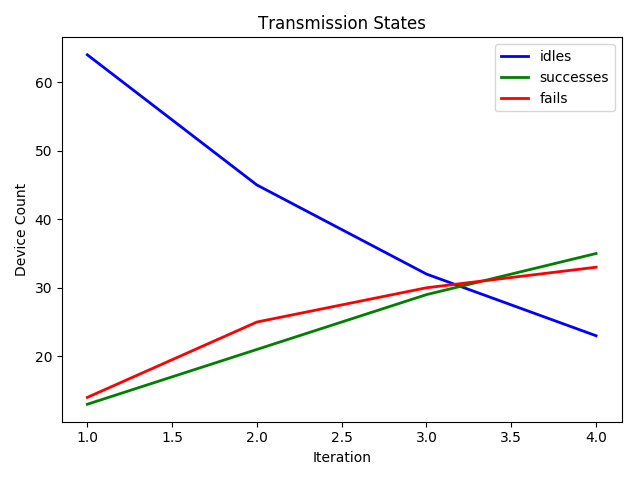 Transmission States
idles
successes
fails
Device Count
60
50
40
30
20
1.0 1.5 2.0 2.5 3.0 3.5 4.0
Iteration